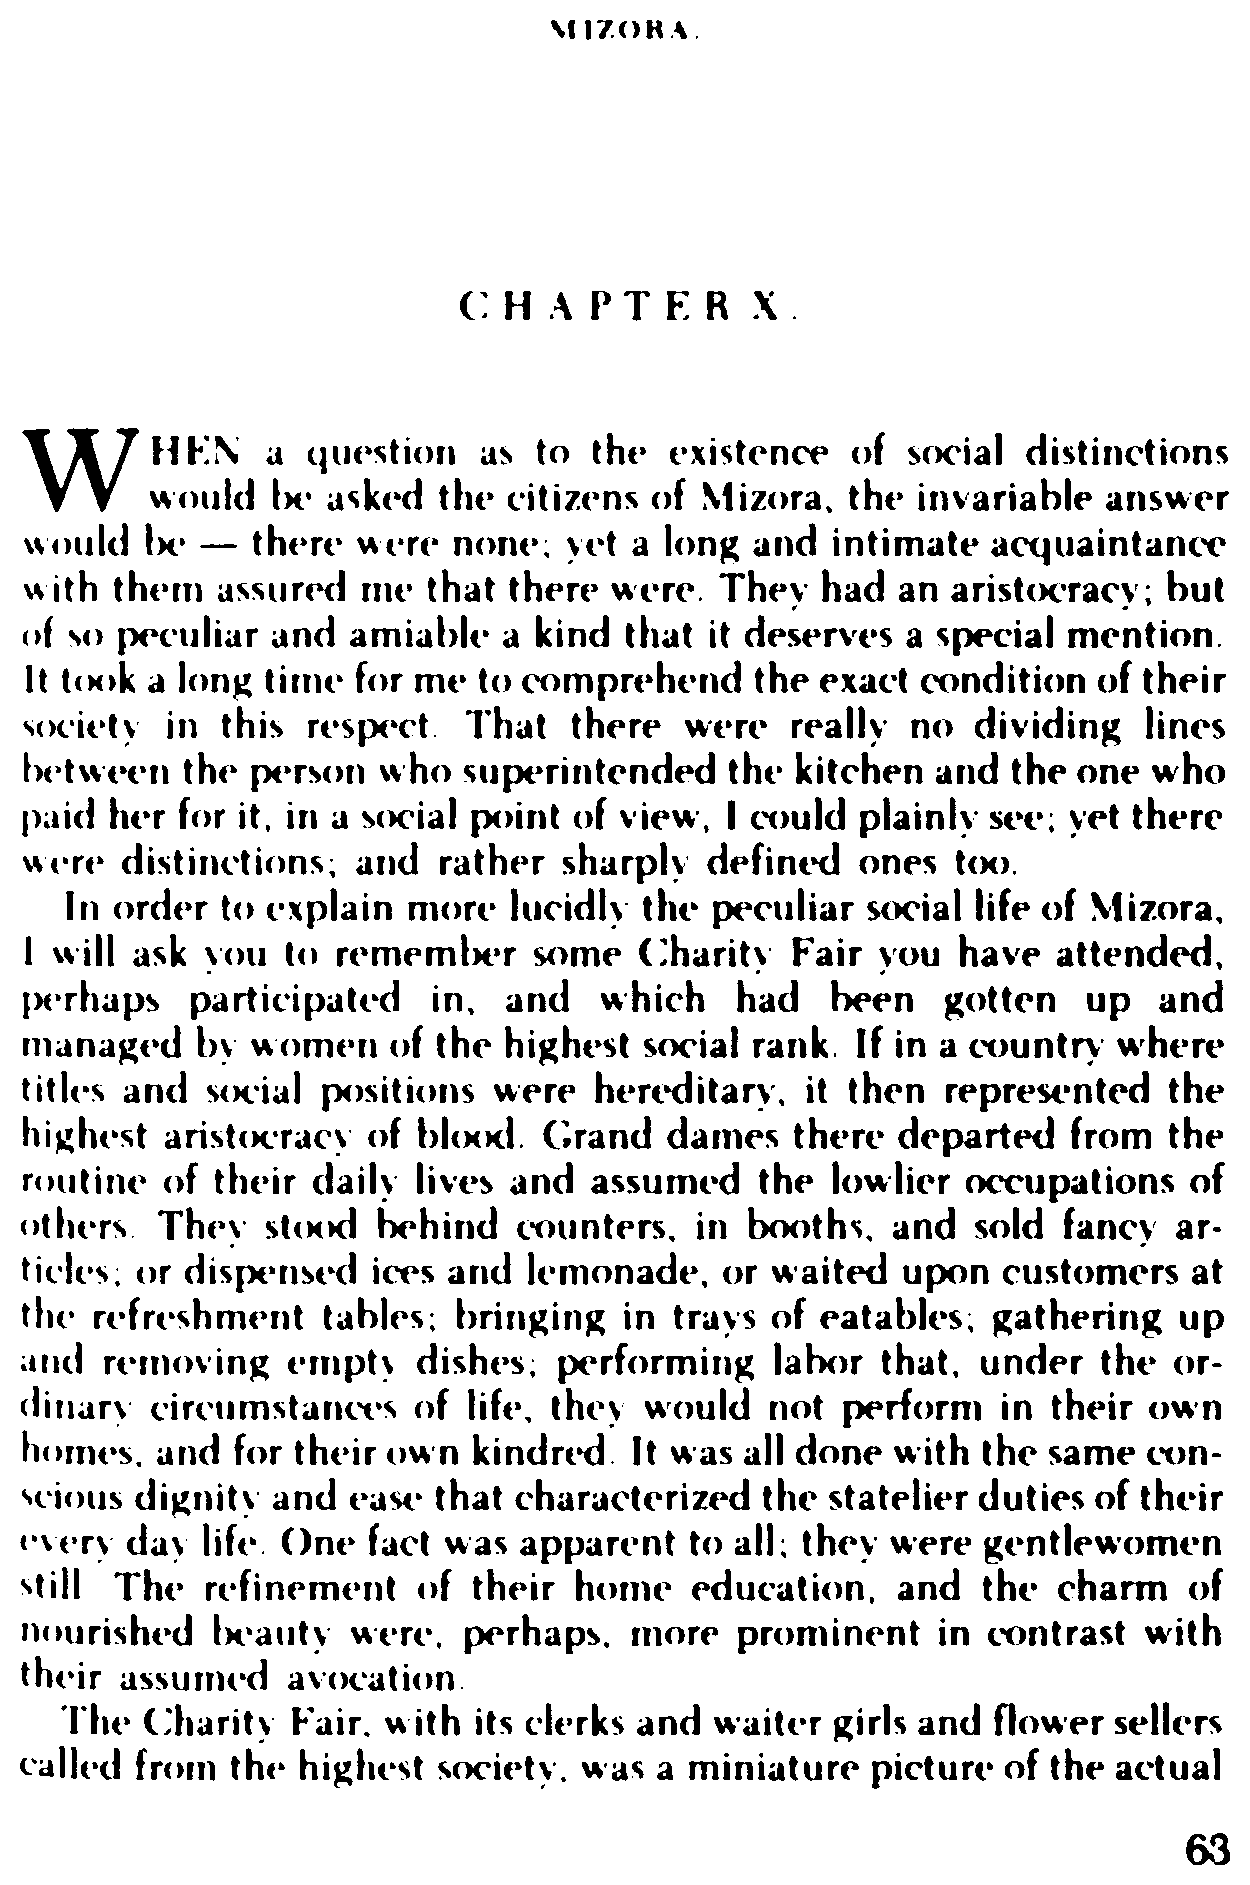 MIZORA.
CHAPTER X.
WHEN a question as to the existence of social distinctions
would be asked the citizens of Mizora, the invariable answer
would be — there were none; yet a long and intimate acquaintance
with them assured me that there were. They had an aristocracy; but
of so peculiar and amiable a kind that it deserves a special mention.
It took a long time for me to comprehend the exact condition of their
society in this respect. That there were really no dividing lines
between the person who superintended the kitchen and the one who
paid her for it, in a social point of view, I could plainly see; yet there
were distinctions; and rather sharply defined ones too.
In order to explain more lucidly the peculiar social life of Mizora,
I will ask you to remember some Charity Fair you have attended,
perhaps participated in, and which had been gotten up and
managed by women of the highest social rank. If in a country where
titles and social positions were hereditary, it then represented the
highest aristocracy of blood. Grand dames there departed from the
routine of their daily lives and assumed the lowlier occupations of
others. They stood behind counters, in booths, and sold fancy ar-
ticles; or dispensed ices and lemonade, or waited upon customers at
the refreshment tables; bringing in trays of eatables; gathering up
and removing empty dishes; performing labor that, under the or-
dinary circumstances of life, they would not perform in their own
homes, and for their own kindred. It was all done with the same con-
scious dignity and ease that characterized the statelier duties of their
every day life. One fact was apparent to all; they were gentlewomen
still The refinement of their home education, and the charm of
nourished beauty were, perhaps, more prominent in contrast with
their assumed avocation.
The Charity Fair, with its clerks and waiter girls and flower sellers
called from the highest society, was a miniature picture of the actual
63